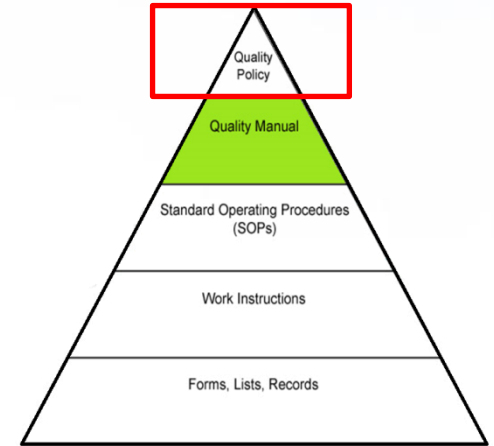 Quality
Policy
Quality Manual
Standard Operating Procedures
(SOPs)
Work Instructions
Forms, Lists, Records